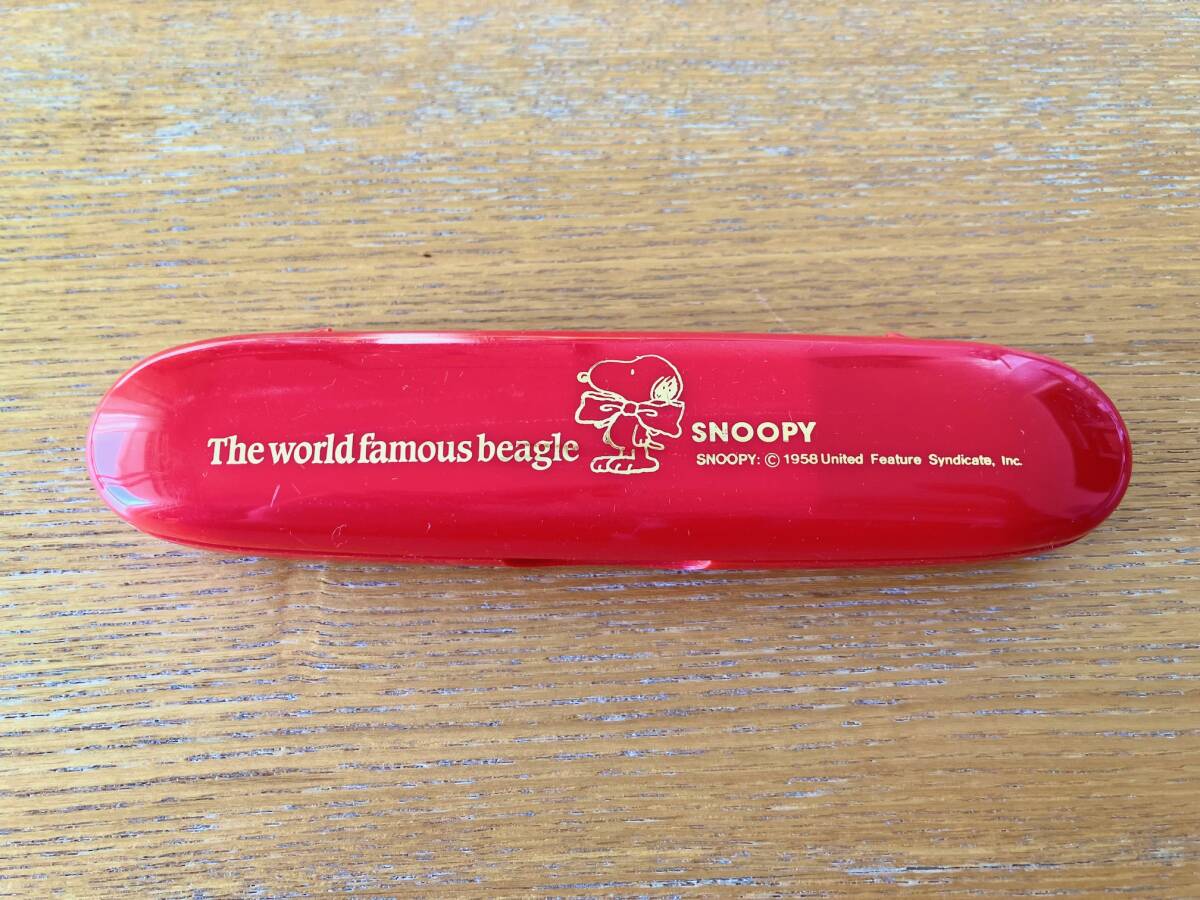 The world famous beagle
SNOOPY
SNOOPY: © 1958 United Feature Syndicate, Inc.